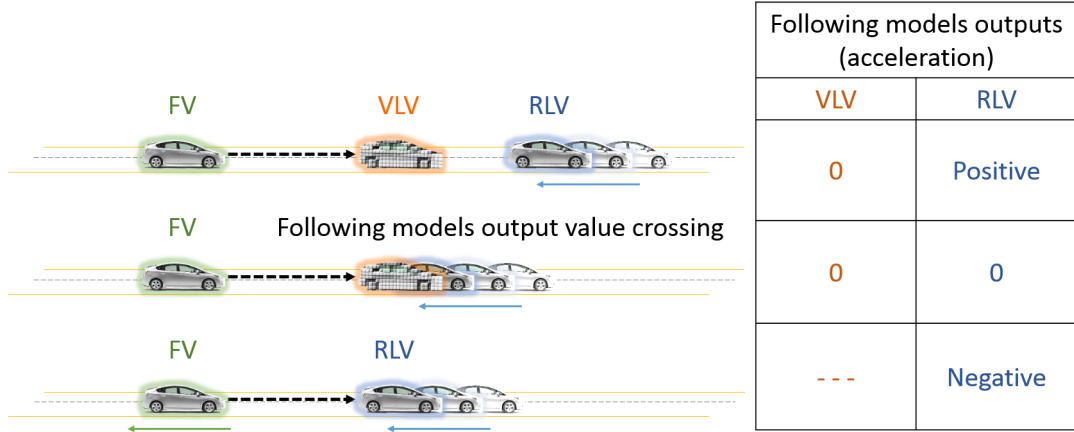 Following models outputs
(acceleration)
VLV RLV
FV VLV RLV
0 Positive
FV Following models output value crossing
0 0
FV RLV
--- Negative